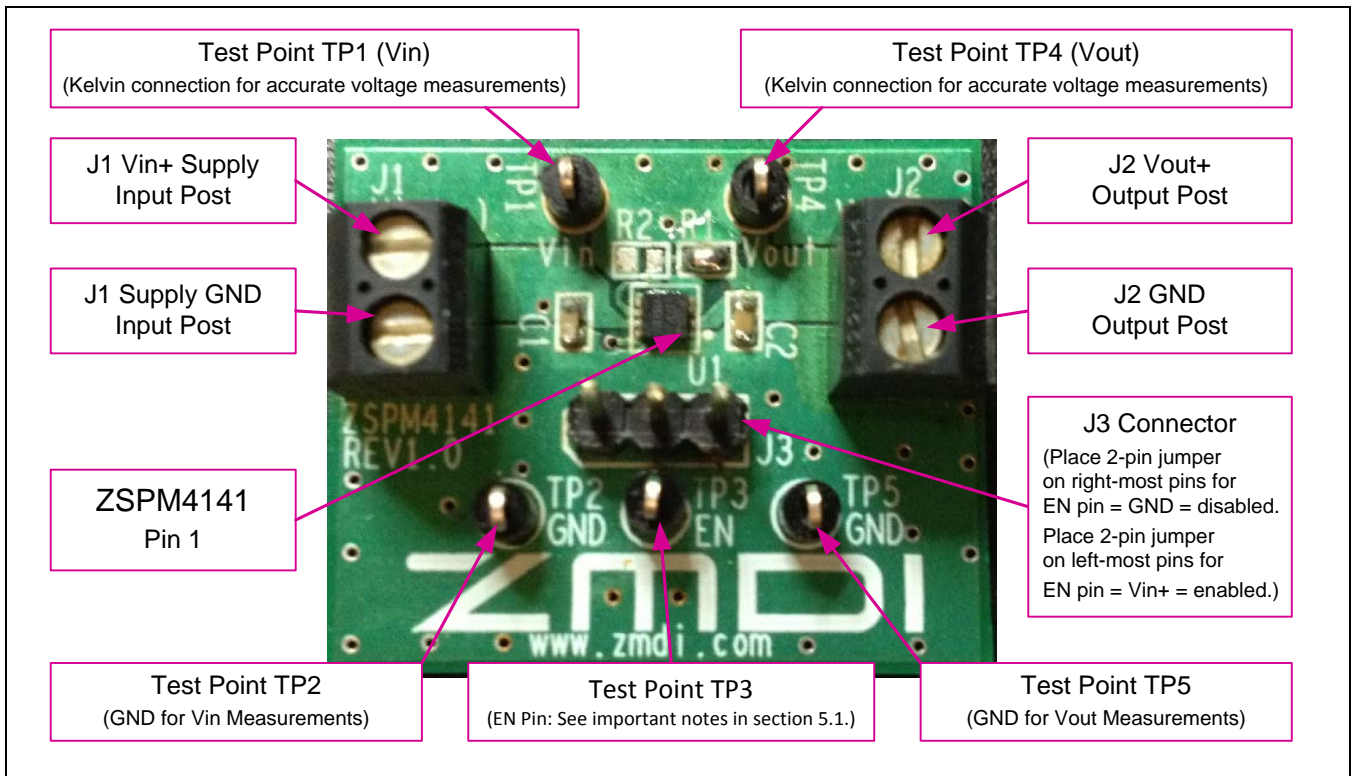 Test Point TP1 (Vin)
(Kelvin connection for accurate voltage measurements)
Test Point TP4 (Vout)
(Kelvin connection for accurate voltage measurements)
J1 Vin+ Supply
Input Post
J1 Supply GND
Input Post
J2 Vout+
Output Post
J2 GND
Output Post
J3 Connector
(Place 2-pin jumper
on right-most pins for
EN pin = GND = disabled.
Place 2-pin jumper
on left-most pins for
EN pin = Vin+ = enabled.)
ZSPM4141
Pin 1
J1
TP1
TP4
J2
R2
R1
Vin
Vout
C1
C2
U1
ZSPM4141
REV1.0
J3
TP2
GND
TP3
EN
TP5
GND
ZMDI
www.zmdi.com
Test Point TP2
(GND for Vin Measurements)
Test Point TP3
(EN Pin: See important notes in section 5.1.)
Test Point TP5
(GND for Vout Measurements)